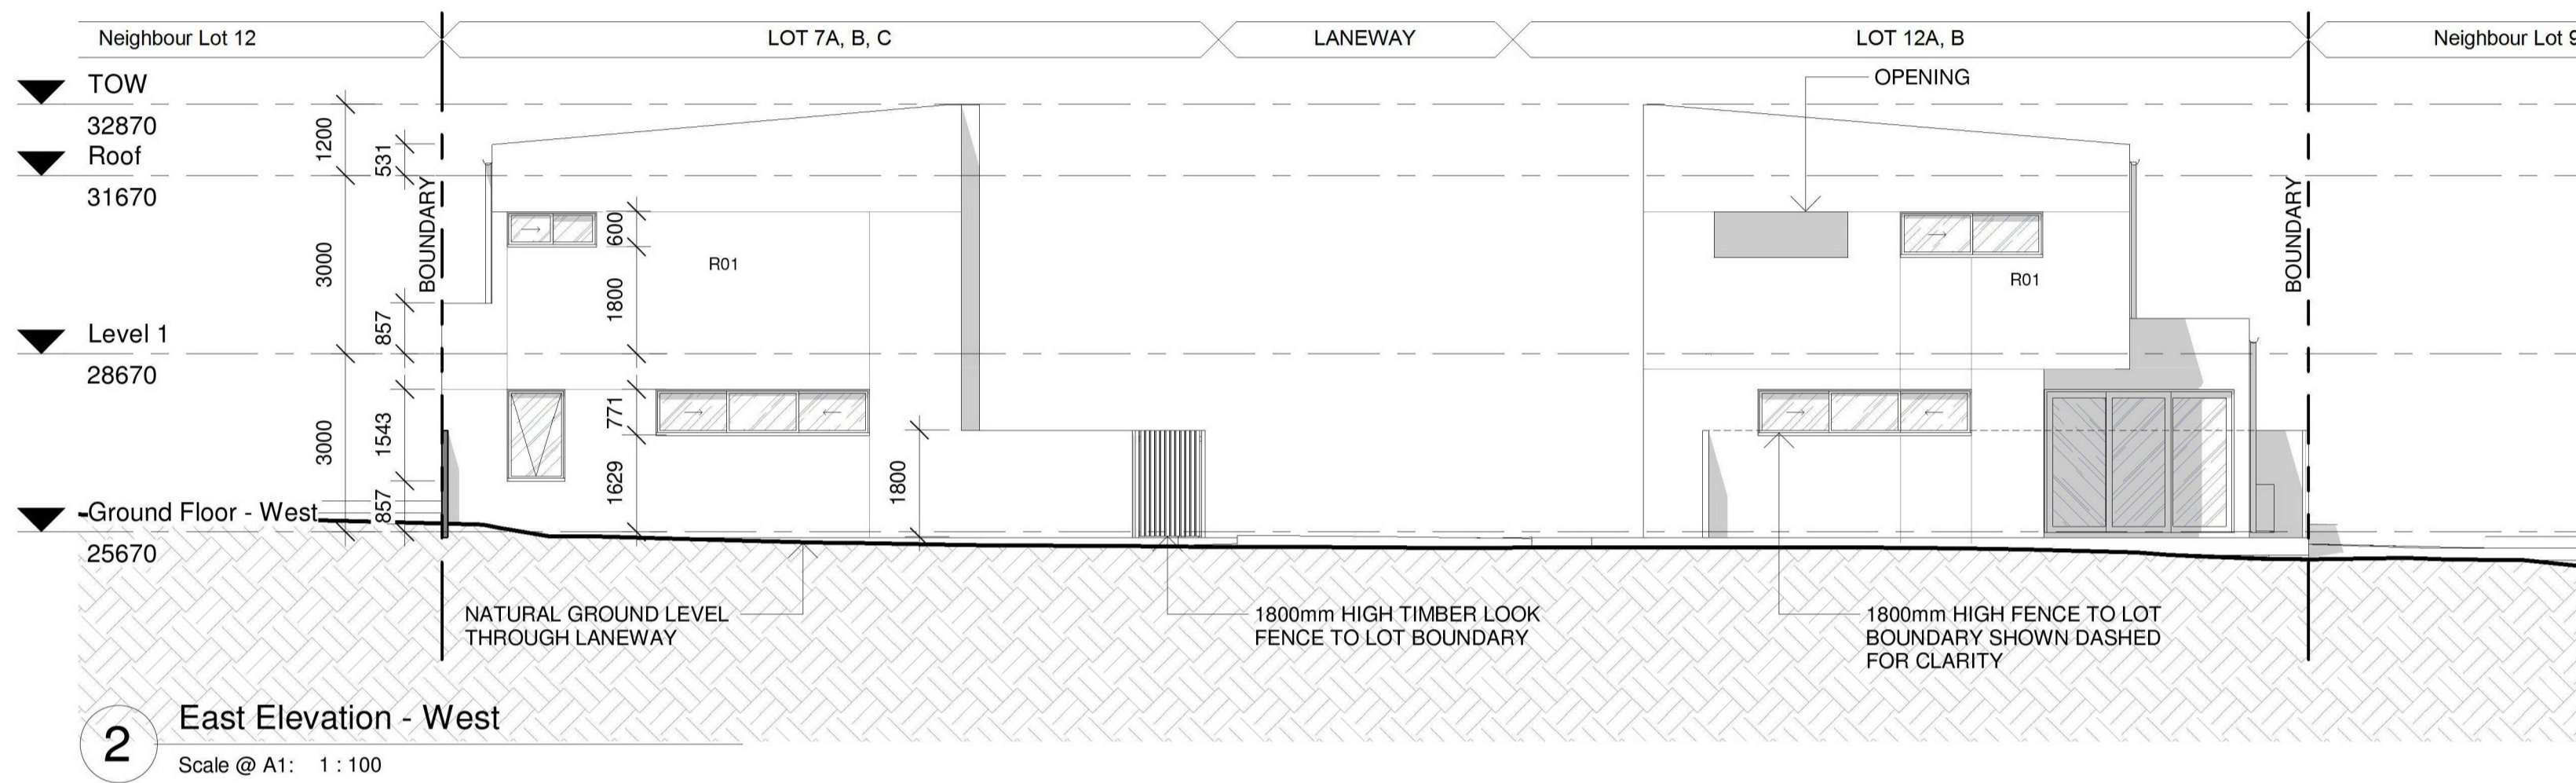 Neighbour Lot 12
LOT 7A, B, C
LANEWAY
LOT 12A, B
Neighbour Lot 9
TOW
32870
Roof
31670
Level 1
28670
Ground Floor - West
25670
1200
3000
3000
531
857
1543
857
BOUNDARY
600
1800
771
1629
1800
R01
OPENING
R01
BOUNDARY
NATURAL GROUND LEVEL
THROUGH LANEWAY
1800mm HIGH TIMBER LOOK
FENCE TO LOT BOUNDARY
1800mm HIGH FENCE TO LOT
BOUNDARY SHOWN DASHED
FOR CLARITY
2
East Elevation - West
Scale @ A1: 1 : 100